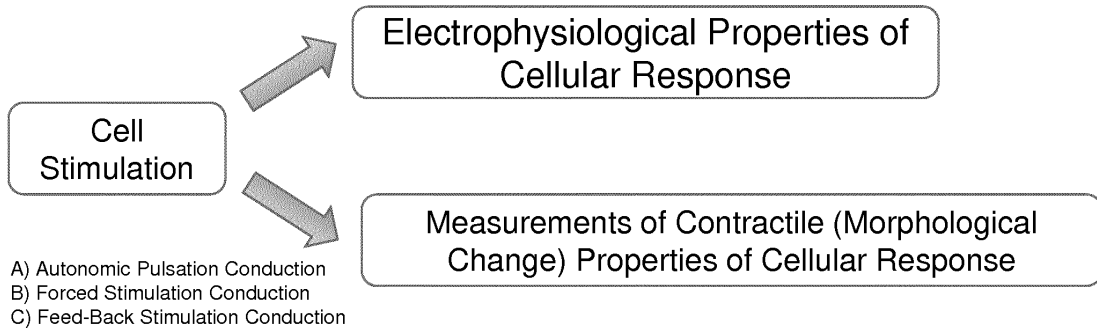 Electrophysiological Properties of
Cellular Response
Cell
Stimulation
Measurements of Contractile (Morphological
Change) Properties of Cellular Response
A) Autonomic Pulsation Conduction
B) Forced Stimulation Conduction
C) Feed-Back Stimulation Conduction